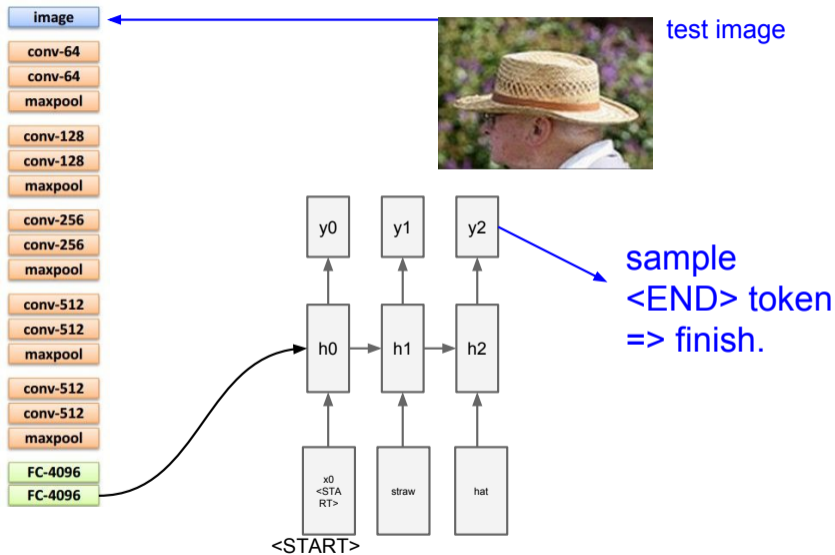 image
conv-64
conv-64
maxpool
conv-128
conv-128
maxpool
conv-256
conv-256
maxpool
conv-512
conv-512
maxpool
conv-512
conv-512
maxpool
FC-4096
FC-4096
test image
y0
y1
y2
sample
<END> token
=> finish.
h0
h1
h2
x0
<STA
RT>
straw
hat
<START>